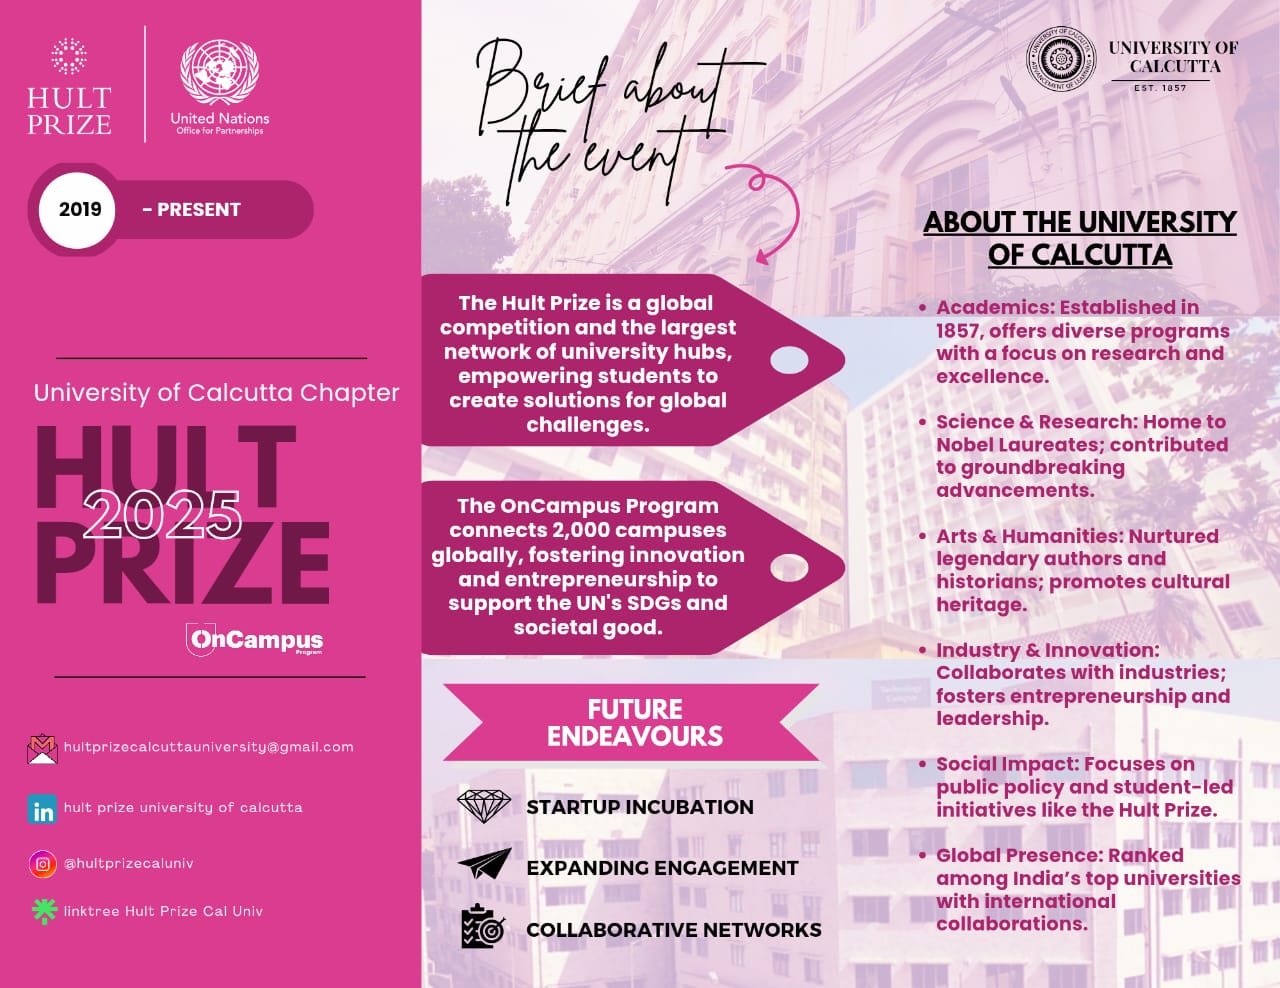 HULT
PRIZE
United Nations
Office for Partnerships
2019
- PRESENT
University of Calcutta Chapter
HULT
2025
PRIZE
OnCampus
Program
hultprizecalcuttauniversity@gmail.com
hult prize university of calcutta
@hultprizecaluniv
linktree Hult Prize Cal Univ
Brief about
the event
The Hult Prize is a global
competition and the largest
network of university hubs,
empowering students to
create solutions for global
challenges.
The OnCampus Program
connects 2,000 campuses
globally, fostering innovation
and entrepreneurship to
support the UN's SDGs and
societal good.
FUTURE
ENDEAVOURS
STARTUP INCUBATION
EXPANDING ENGAGEMENT
COLLABORATIVE NETWORKS
UNIVERSITY OF CALCUTTA
ADVANCEMENT OF LEARNING
UNIVERSITY OF
CALCUTTA
EST. 1857
ABOUT THE UNIVERSITY
OF CALCUTTA
• Academics: Established in
1857, offers diverse programs
with a focus on research and
excellence.
• Science & Research: Home to
Nobel Laureates; contributed
to groundbreaking
advancements.
• Arts & Humanities: Nurtured
legendary authors and
historians; promotes cultural
heritage.
• Industry & Innovation:
Collaborates with industries;
fosters entrepreneurship and
leadership.
• Social Impact: Focuses on
public policy and student-led
initiatives like the Hult Prize.
• Global Presence: Ranked
among India’s top universities
with international
collaborations.
Technology
Campus